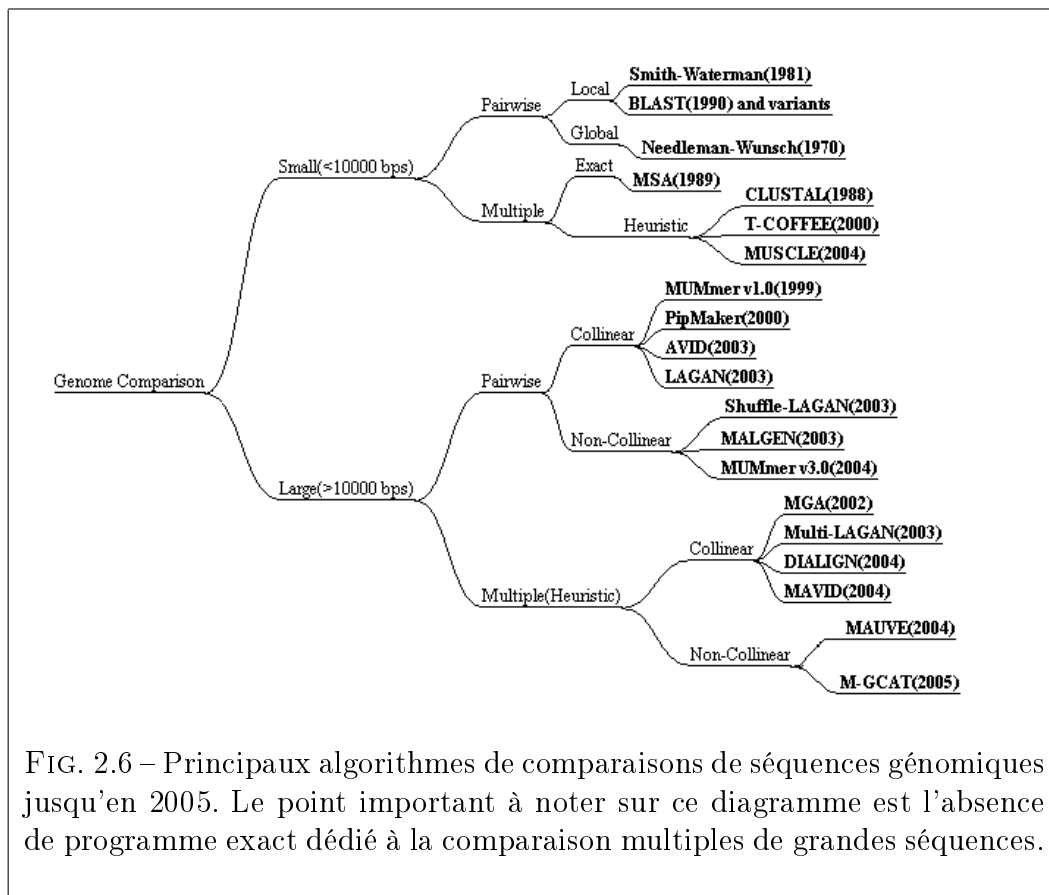 Smith-Waterman(1981)
Local
BLAST(1990) and variants
Pairwise
Global
Needleman-Wunsch(1970)
Small(<10000 bps)
Exact
MSA(1989)
CLUSTAL(1988)
Multiple
Heuristic
T-COFFEE(2000)
MUSCLE(2004)
MUMmer v1.0(1999)
PipMaker(2000)
Collinear
AVID(2003)
LAGAN(2003)
Genome Comparison
Pairwise
Shuffle-LAGAN(2003)
Non-Collinear
MALGEN(2003)
MUMmer v3.0(2004)
Large(>10000 bps)
MGA(2002)
Multi-LAGAN(2003)
Collinear
DIALIGN(2004)
MAVID(2004)
Multiple(Heuristic)
MAUVE(2004)
Non-Collinear
M-GCAT(2005)
FIG. 2.6 – Principaux algorithmes de comparaisons de séquences génomiques
jusqu'en 2005. Le point important à noter sur ce diagramme est l'absence
de programme exact dédié à la comparaison multiples de grandes séquences.